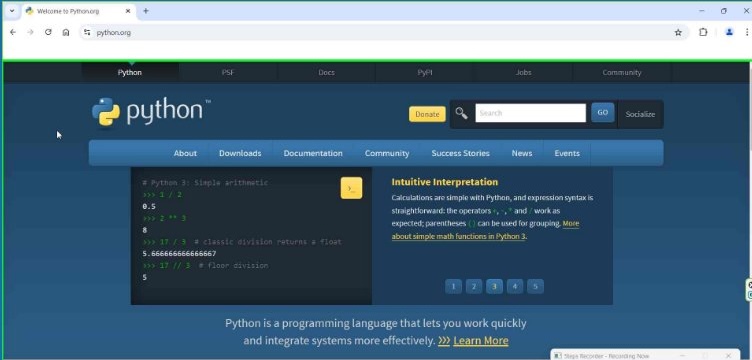 Welcome to Python.org
python.org
Python PSF Docs PyPI Jobs Community
python™
Donate Search GO Socialize
About Downloads Documentation Community Success Stories News Events
# Python 3: Simple arithmetic
>>> 1 / 2
0.5
>>> 2 ** 3
8
>>> 17 / 3 # classic division returns a float
5.666666666666667
>>> 17 // 3 # floor division
5
>_
Intuitive Interpretation
Calculations are simple with Python, and expression syntax is
straightforward: the operators +, -, * and / work as
expected; parentheses () can be used for grouping. More
about simple math functions in Python 3.
1 2 3 4 5
Python is a programming language that lets you work quickly
and integrate systems more effectively. >>> Learn More
Steps Recorder - Recording Now